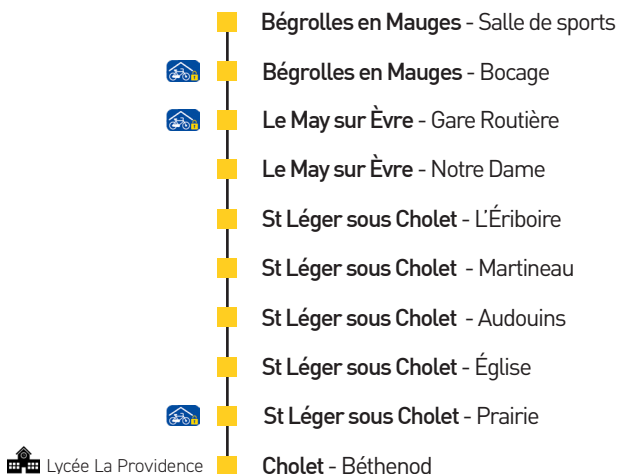 Bégrolles en Mauges - Salle de sports
Bégrolles en Mauges - Bocage
Le May sur Èvre - Gare Routière
Le May sur Èvre - Notre Dame
St Léger sous Cholet - L'Ériboire
St Léger sous Cholet - Martineau
St Léger sous Cholet - Audouins
St Léger sous Cholet - Église
St Léger sous Cholet - Prairie
Lycée La Providence Cholet - Béthenod